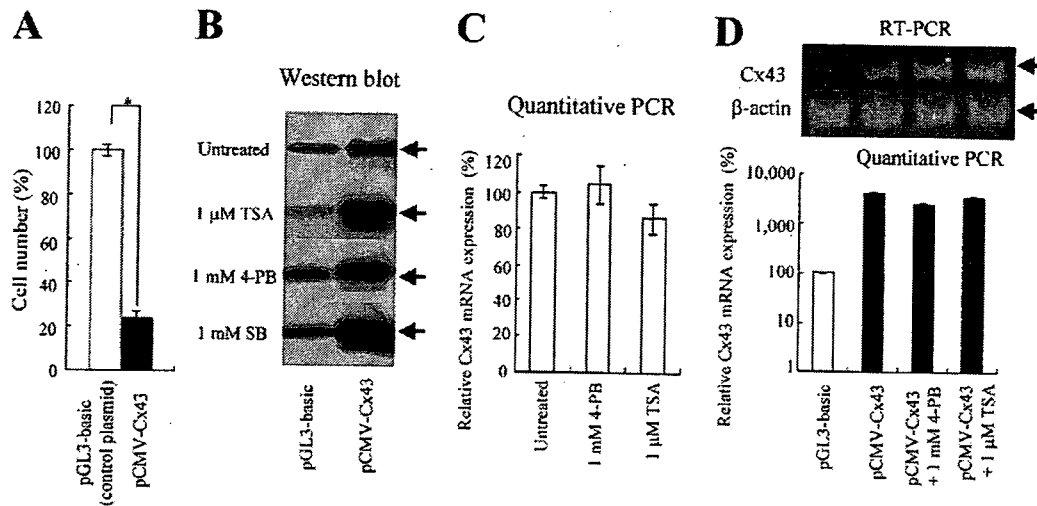 A
120
100
80
60
40
20
0
Cell number (%)
*
pGL3-basic
(control plasmid)
pCMV-Cx43
B
Western blot
Untreated
1 μM TSA
1 mM 4-PB
1 mM SB
pGL3-basic
pCMV-Cx43
C
Quantitative PCR
120
100
80
60
40
20
0
Relative Cx43 mRNA expression (%)
Untreated
1 mM 4-PB
1 μM TSA
D
RT-PCR
Cx43
β-actin
Quantitative PCR
10,000
1,000
100
10
1
Relative Cx43 mRNA expression (%)
pGL3-basic
pCMV-Cx43
pCMV-Cx43
+ 1 mM 4-PB
pCMV-Cx43
+ 1 μM TSA